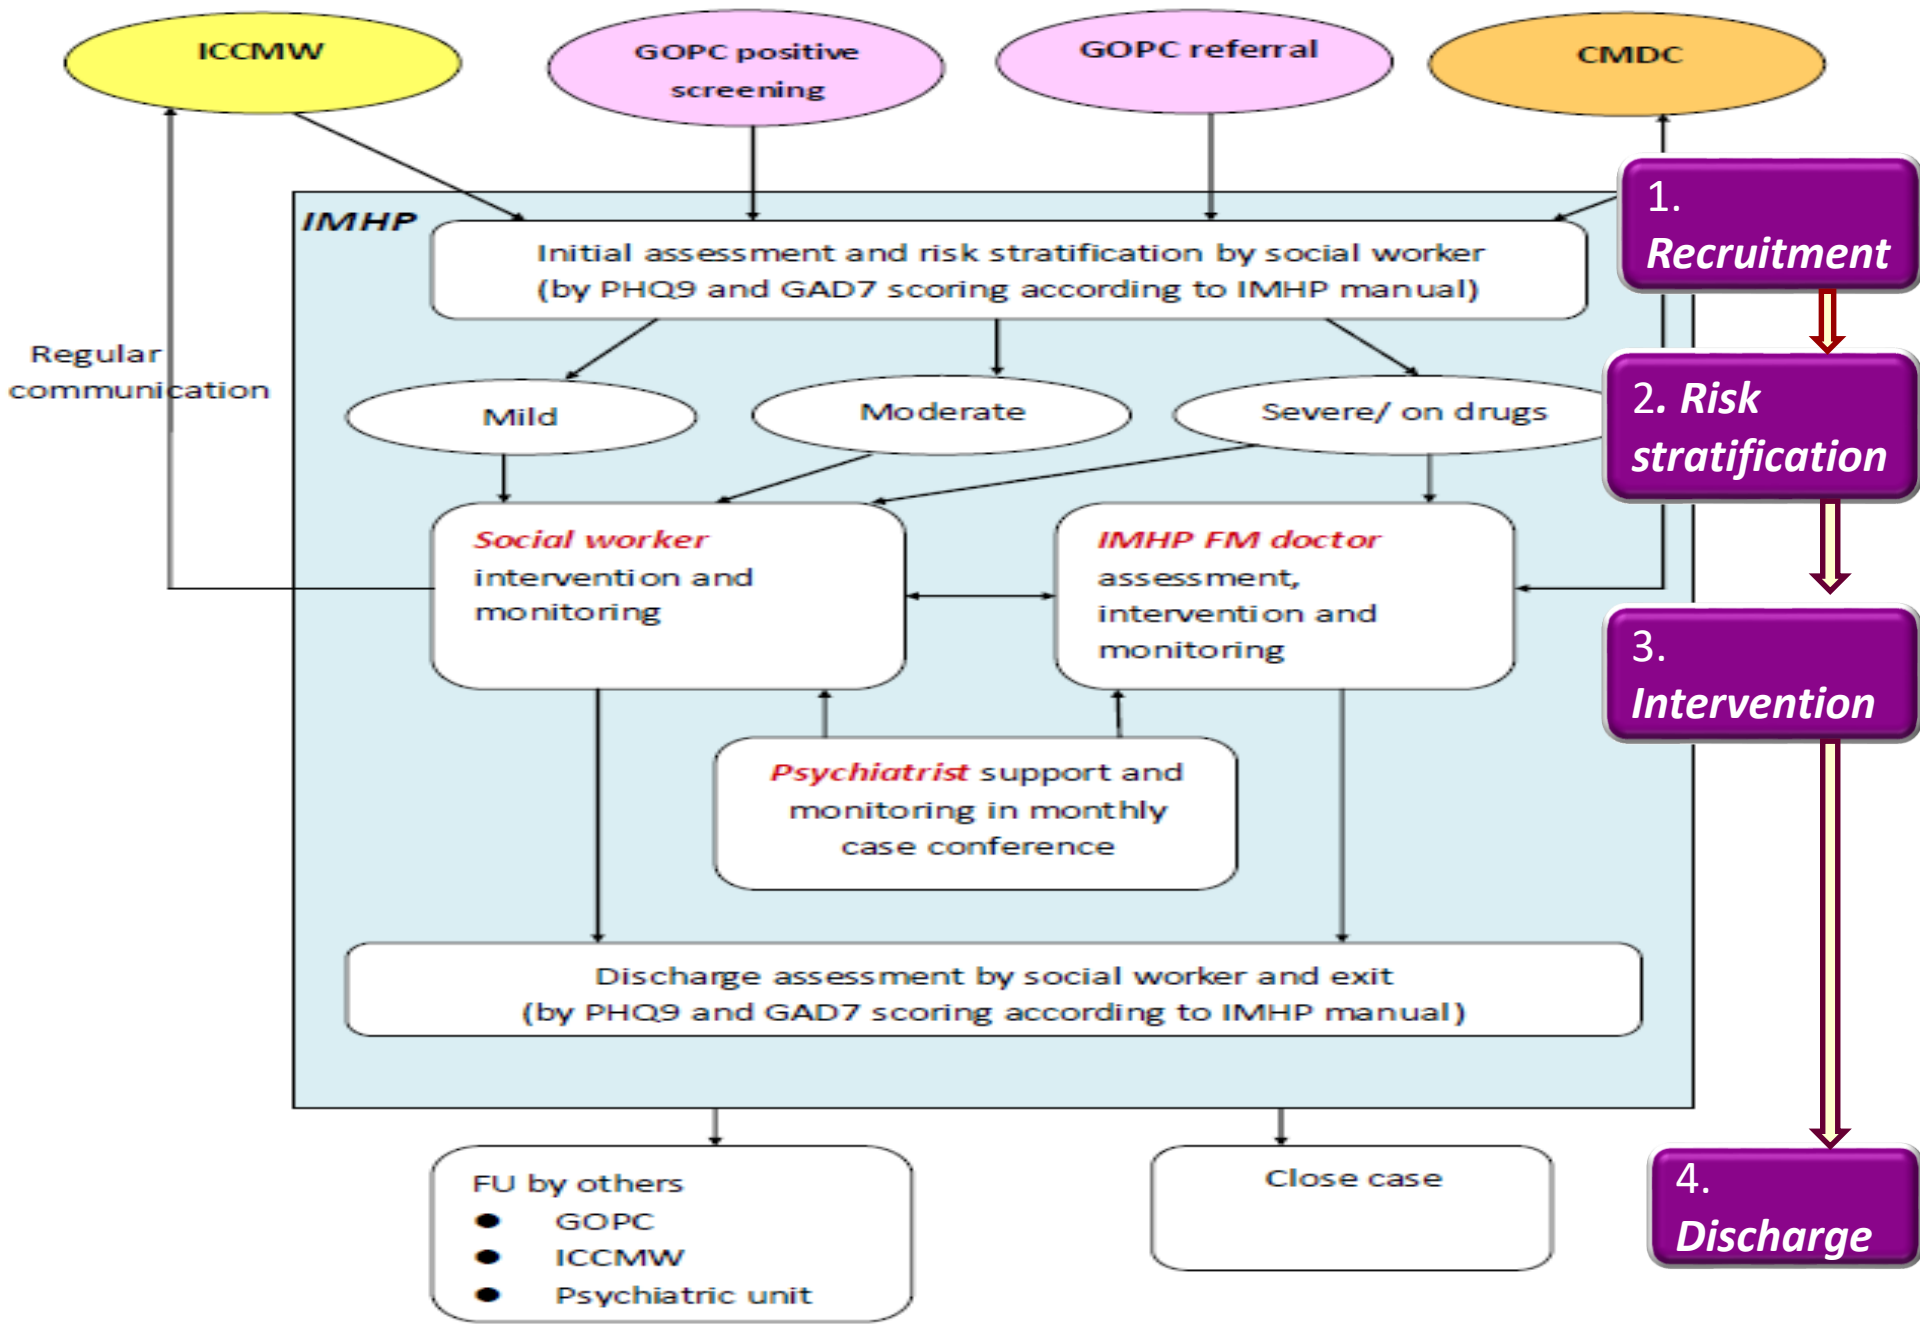 ICCMW
GOPC positive
screening
GOPC referral
CMDC
IMHP
Initial assessment and risk stratification by social worker
(by PHQ9 and GAD7 scoring according to IMHP manual)
1.
Recruitment
Regular
communication
Mild
Moderate
Severe/ on drugs
2. Risk
stratification
Social worker
intervention and
monitoring
IMHP FM doctor
assessment,
intervention and
monitoring
3.
Intervention
Psychiatrist support and
monitoring in monthly
case conference
Discharge assessment by social worker and exit
(by PHQ9 and GAD7 scoring according to IMHP manual)
FU by others
● GOPC
● ICCMW
● Psychiatric unit
Close case
4.
Discharge